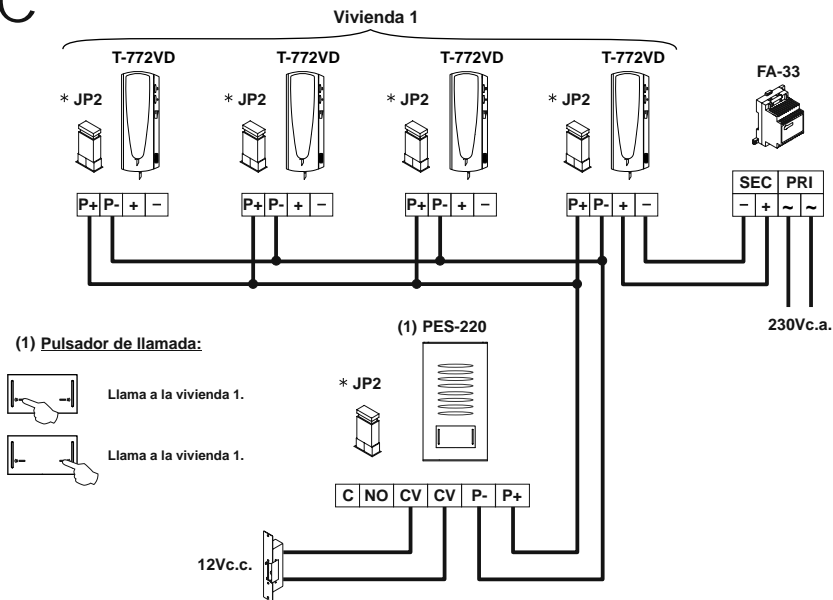 C
Vivienda 1
T-772VD T-772VD T-772VD T-772VD
FA-33
* JP2 * JP2 * JP2 * JP2
SEC PRI
P+ P- + − P+ P- + − P+ P- + − P+ P- + − − + ~ ~
230Vc.a.
(1) PES-220
(1) Pulsador de llamada:
* JP2
Llama a la vivienda 1.
Llama a la vivienda 1.
C NO CV CV P- P+
12Vc.c.